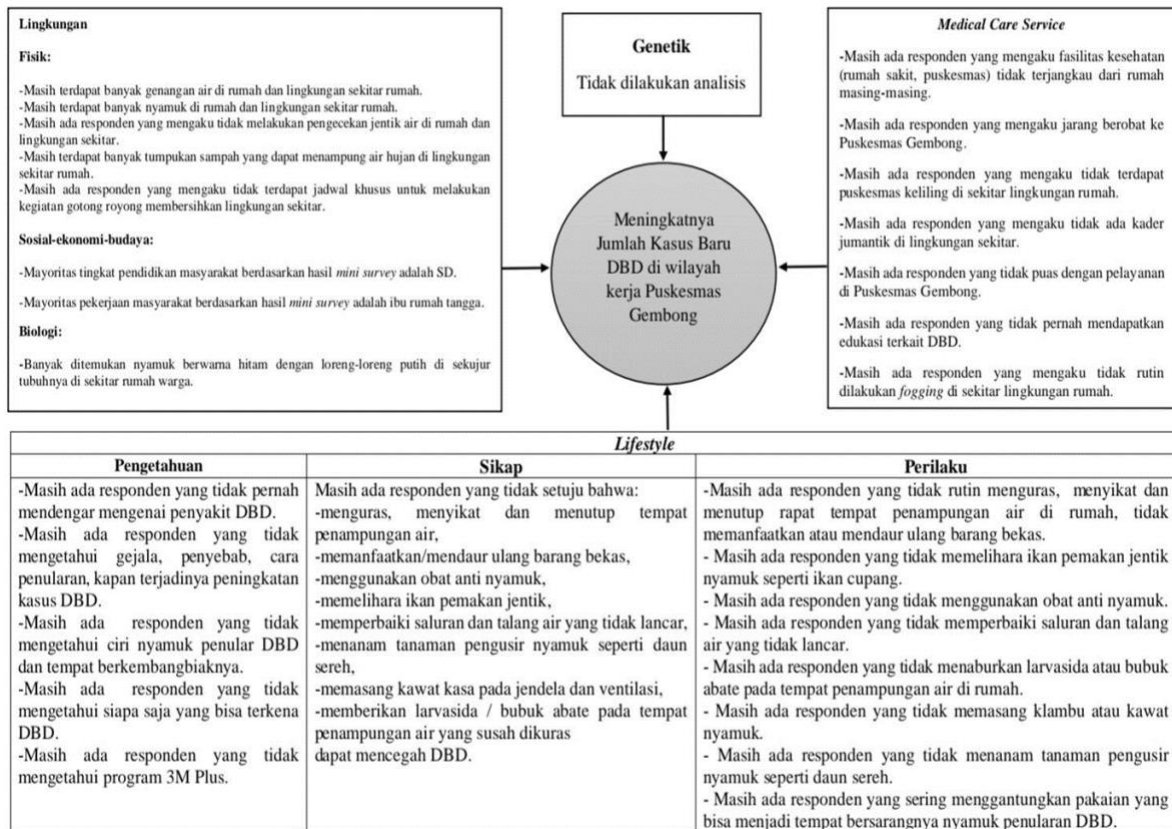 Lingkungan
Fisik:
-Masih terdapat banyak genangan air di rumah dan lingkungan sekitar rumah.
-Masih terdapat banyak nyamuk di rumah dan lingkungan sekitar rumah.
-Masih ada responden yang mengaku tidak melakukan pengecekan jentik air di rumah dan
lingkungan sekitar.
-Masih terdapat banyak tumpukan sampah yang dapat menampung air hujan di lingkungan
sekitar rumah.
-Masih ada responden yang mengaku tidak terdapat jadwal khusus untuk melakukan
kegiatan gotong royong membersihkan lingkungan sekitar.
Sosial-ekonomi-budaya:
-Mayoritas tingkat pendidikan masyarakat berdasarkan hasil mini survey adalah SD.
-Mayoritas pekerjaan masyarakat berdasarkan hasil mini survey adalah ibu rumah tangga.
Biologi:
-Banyak ditemukan nyamuk berwarna hitam dengan loreng-loreng putih di sekujur
tubuhnya di sekitar rumah warga.
Genetik
Tidak dilakukan analisis
Meningkatnya
Jumlah Kasus Baru
DBD di wilayah
kerja Puskesmas
Gembong
Medical Care Service
-Masih ada responden yang mengaku fasilitas kesehatan
(rumah sakit, puskesmas) tidak terjangkau dari rumah
masing-masing.
-Masih ada responden yang mengaku jarang berobat ke
Puskesmas Gembong.
-Masih ada responden yang mengaku tidak terdapat
puskesmas keliling di sekitar lingkungan rumah.
-Masih ada responden yang mengaku tidak ada kader
jumantik di lingkungan sekitar.
-Masih ada responden yang tidak puas dengan pelayanan
di Puskesmas Gembong.
-Masih ada responden yang tidak pernah mendapatkan
edukasi terkait DBD.
-Masih ada responden yang mengaku tidak rutin
dilakukan fogging di sekitar lingkungan rumah.
Lifestyle
Pengetahuan
-Masih ada responden yang tidak pernah
mendengar mengenai penyakit DBD.
-Masih ada responden yang tidak
mengetahui gejala, penyebab, cara
penularan, kapan terjadinya peningkatan
kasus DBD.
-Masih ada responden yang tidak
mengetahui ciri nyamuk penular DBD
dan tempat berkembangbiaknya.
-Masih ada responden yang tidak
mengetahui siapa saja yang bisa terkena
DBD.
-Masih ada responden yang tidak
mengetahui program 3M Plus.
Sikap
Masih ada responden yang tidak setuju bahwa:
-menguras, menyikat dan menutup tempat
penampungan air,
-memanfaatkan/mendaur ulang barang bekas,
-menggunakan obat anti nyamuk,
-memelihara ikan pemakan jentik,
-memperbaiki saluran dan talang air yang tidak lancar,
-menanam tanaman pengusir nyamuk seperti daun
sereh,
-memasang kawat kasa pada jendela dan ventilasi,
-memberikan larvasida / bubuk abate pada tempat
penampungan air yang susah dikuras
dapat mencegah DBD.
Perilaku
-Masih ada responden yang tidak rutin menguras, menyikat dan
menutup rapat tempat penampungan air di rumah, tidak
memanfaatkan atau mendaur ulang barang bekas.
- Masih ada responden yang tidak memelihara ikan pemakan jentik
nyamuk seperti ikan cupang.
- Masih ada responden yang tidak menggunakan obat anti nyamuk.
- Masih ada responden yang tidak memperbaiki saluran dan talang
air yang tidak lancar.
- Masih ada responden yang tidak menaburkan larvasida atau bubuk
abate pada tempat penampungan air di rumah.
- Masih ada responden yang tidak memasang klambu atau kawat
nyamuk.
- Masih ada responden yang tidak menanam tanaman pengusir
nyamuk seperti daun sereh.
- Masih ada responden yang sering menggantungkan pakaian yang
bisa menjadi tempat bersarangnya nyamuk penularan DBD.